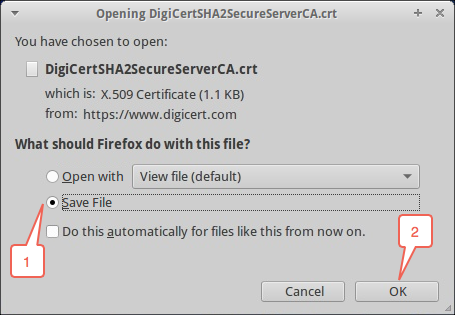 Opening DigiCertSHA2SecureServerCA.crt
You have chosen to open:
DigiCertSHA2SecureServerCA.crt
which is: X.509 Certificate (1.1 KB)
from: https://www.digicert.com
What should Firefox do with this file?
Open with View file (default)
Save File
Do this automatically for files like this from now on.
1
2
Cancel OK